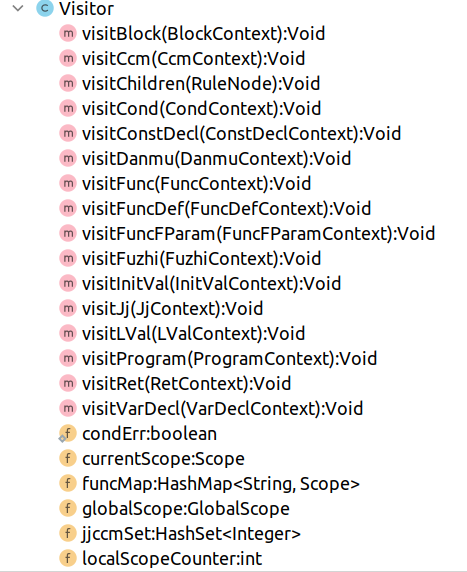 C Visitor
m visitBlock(BlockContext):Void
m visitCcm(CcmContext):Void
m visitChildren(RuleNode):Void
m visitCond(CondContext):Void
m visitConstDecl(ConstDeclContext):Void
m visitDanmu(DanmuContext):Void
m visitFunc(FuncContext):Void
m visitFuncDef(FuncDefContext):Void
m visitFuncFParam(FuncFParamContext):Void
m visitFuzhi(FuzhiContext):Void
m visitInitVal(InitValContext):Void
m visitJj(JjContext):Void
m visitLVal(LValContext):Void
m visitProgram(ProgramContext):Void
m visitRet(RetContext):Void
m visitVarDecl(VarDeclContext):Void
f condErr:boolean
f currentScope:Scope
f funcMap:HashMap<String, Scope>
f globalScope:GlobalScope
f jjccmSet:HashSet<Integer>
f localScopeCounter:int